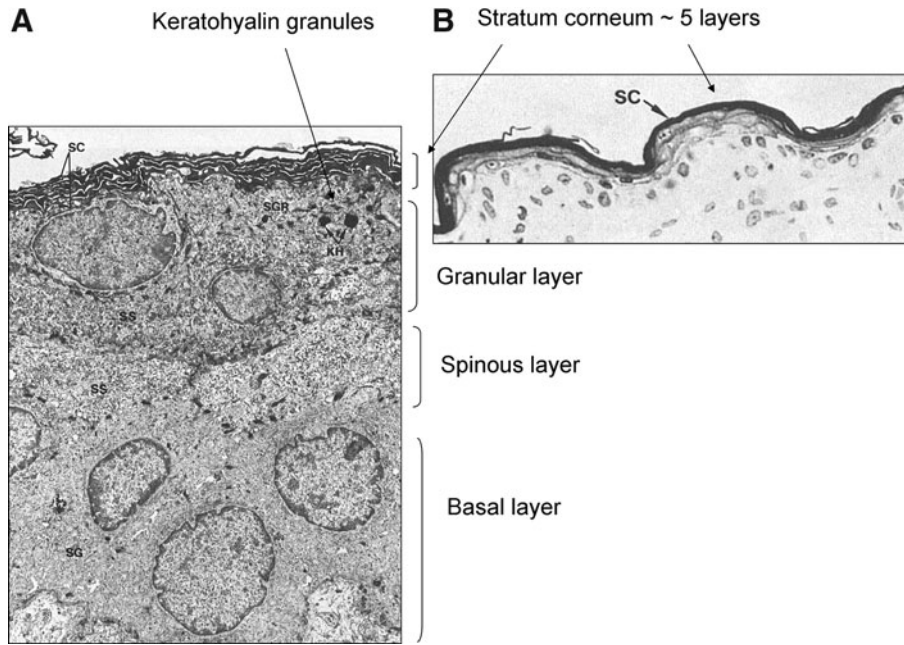 A
Keratohyalin granules
B
Stratum corneum ~ 5 layers
SC
SC
SGR
KH
Granular layer
SS
Spinous layer
SS
Basal layer
SG